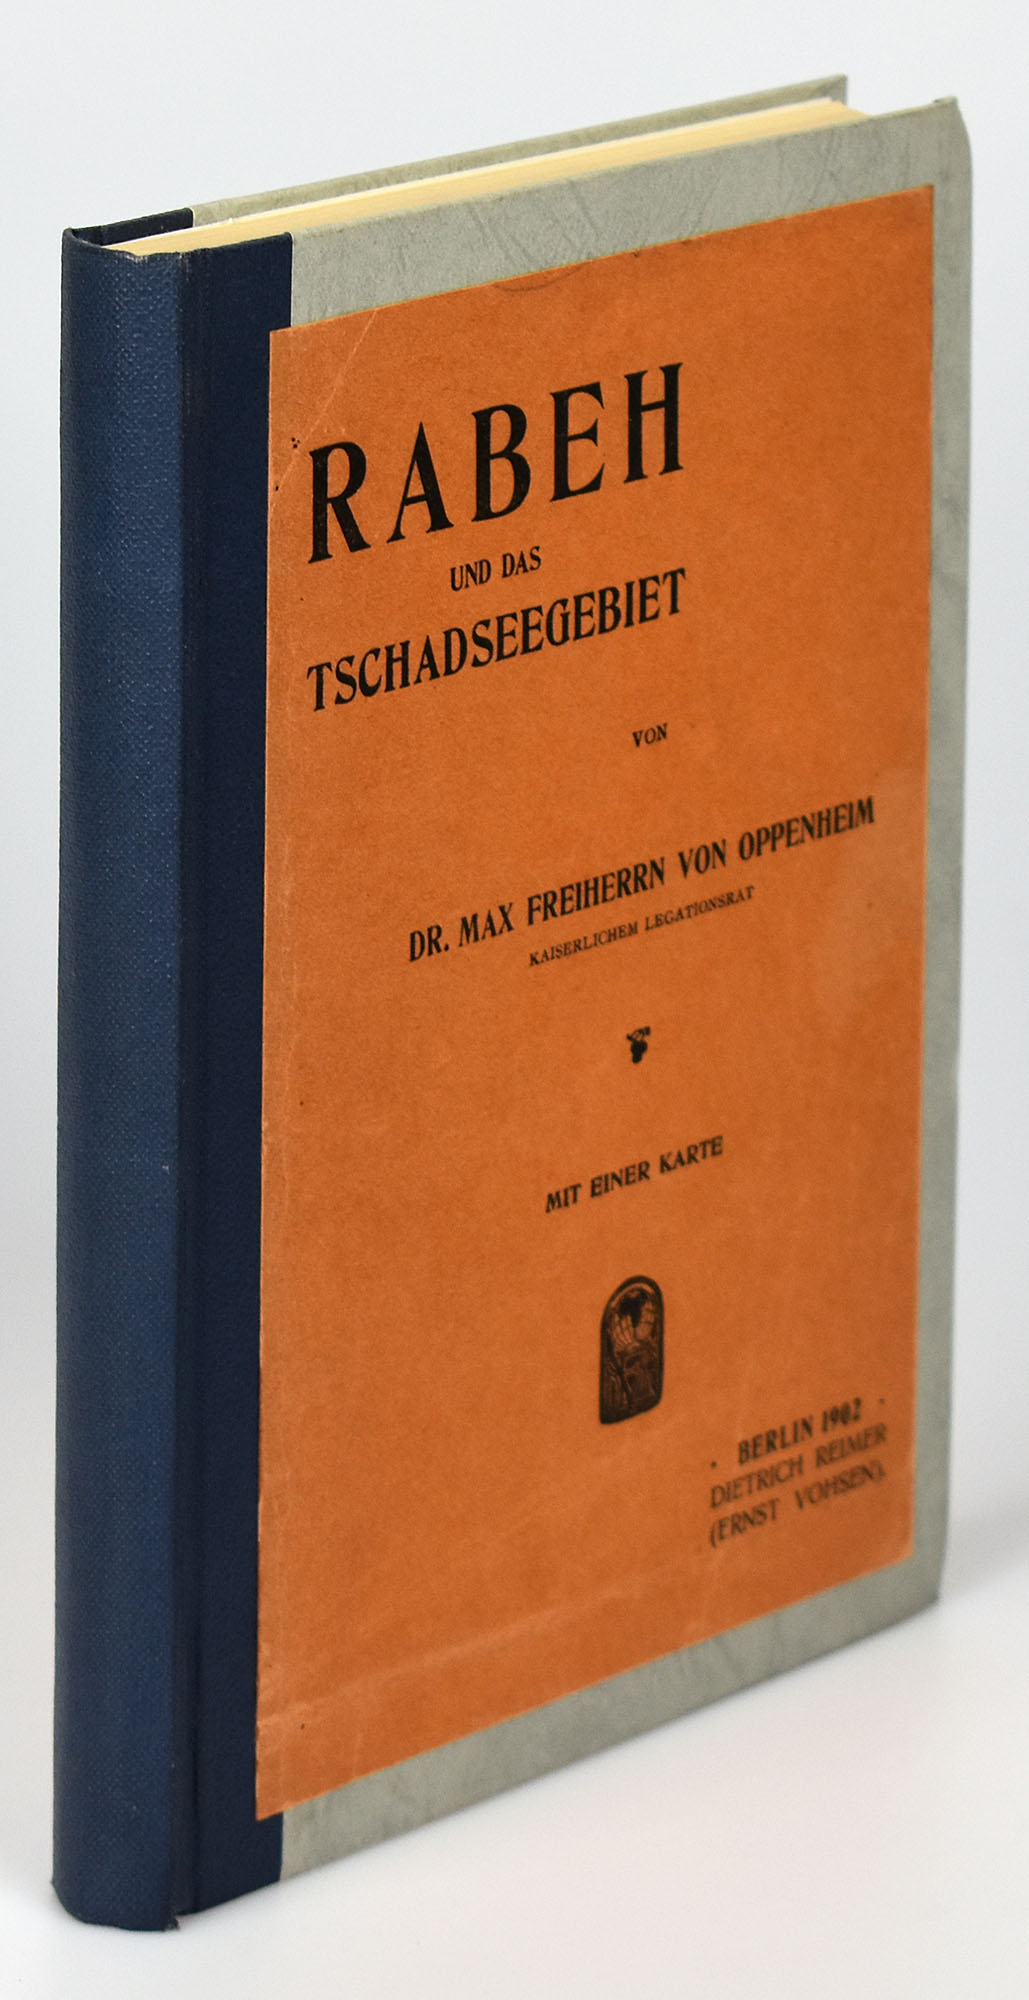 RABEH
UND DAS
TSCHADSEEGEBIET
VON
DR. MAX FREIHERRN VON OPPENHEIM
KAISERLICHEM LEGATIONSRAT
MIT EINER KARTE
· BERLIN 1902 ·
DIETRICH REIMER
(ERNST VOHSEN).